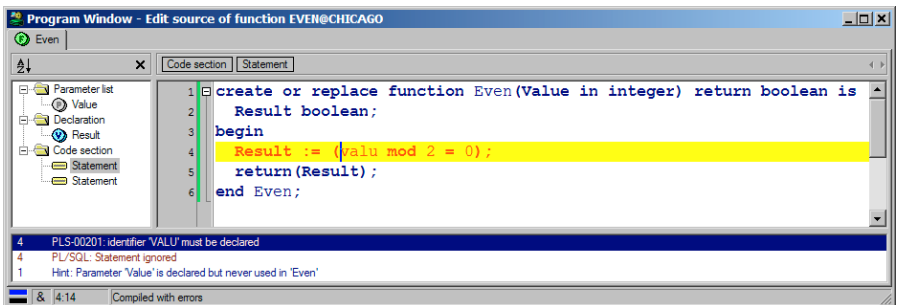 Program Window - Edit source of function EVEN@CHICAGO
Even
Code section Statement
Parameter list
Value
Declaration
Result
Code section
Statement
Statement
1 create or replace function Even(Value in integer) return boolean is
2 Result boolean;
3 begin
4 Result := (valu mod 2 = 0);
5 return(Result);
6 end Even;
4 PLS-00201: identifier 'VALU' must be declared
4 PL/SQL: Statement ignored
1 Hint: Parameter 'Value' is declared but never used in 'Even'
& 4:14 Compiled with errors